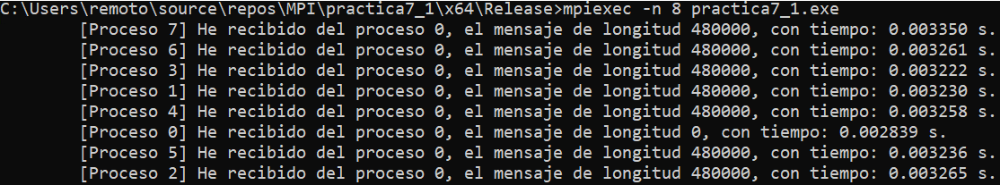 C:\Users\remoto\source\repos\MPI\practica7_1\x64\Release>mpiexec -n 8 practica7_1.exe
[Proceso 7] He recibido del proceso 0, el mensaje de longitud 480000, con tiempo: 0.003350 s.
[Proceso 6] He recibido del proceso 0, el mensaje de longitud 480000, con tiempo: 0.003261 s.
[Proceso 3] He recibido del proceso 0, el mensaje de longitud 480000, con tiempo: 0.003222 s.
[Proceso 1] He recibido del proceso 0, el mensaje de longitud 480000, con tiempo: 0.003230 s.
[Proceso 4] He recibido del proceso 0, el mensaje de longitud 480000, con tiempo: 0.003258 s.
[Proceso 0] He recibido del proceso 0, el mensaje de longitud 0, con tiempo: 0.002839 s.
[Proceso 5] He recibido del proceso 0, el mensaje de longitud 480000, con tiempo: 0.003236 s.
[Proceso 2] He recibido del proceso 0, el mensaje de longitud 480000, con tiempo: 0.003265 s.